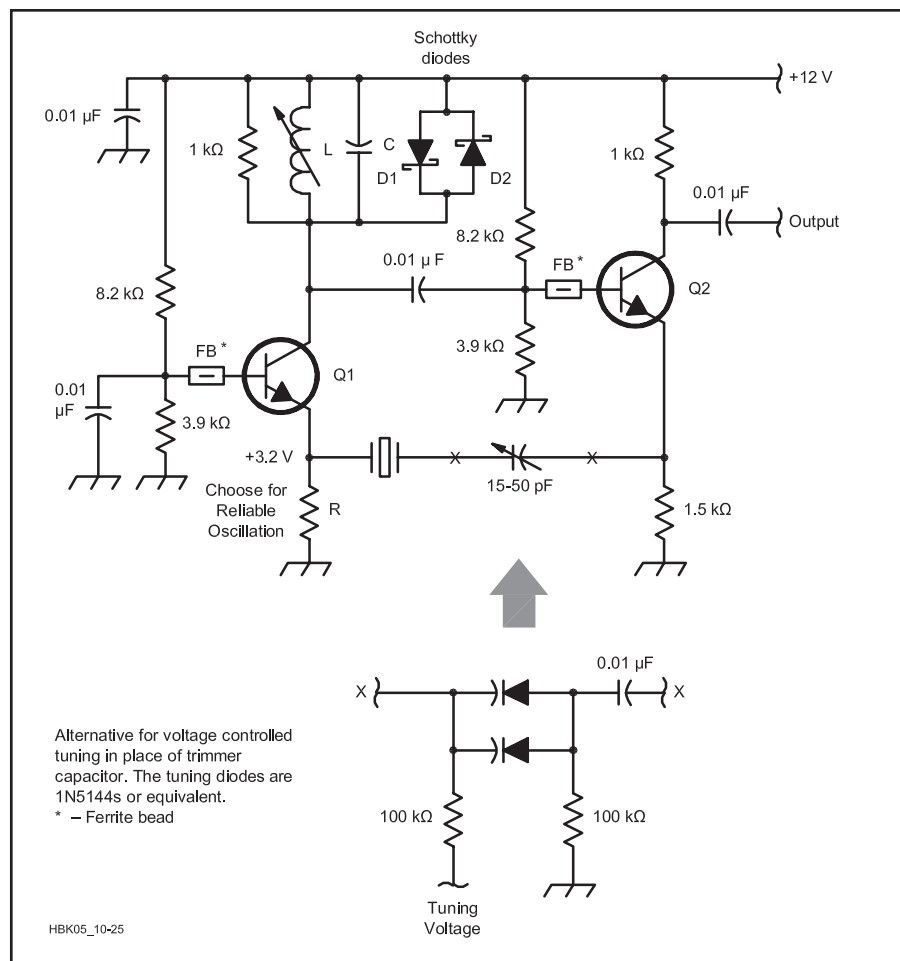 Schottky
diodes
+12 V
0.01 µF
1 kΩ
L
C
D1
D2
1 kΩ
0.01 µF
Output
8.2 kΩ
0.01 µ F
FB *
Q2
8.2 kΩ
FB *
Q1
3.9 kΩ
0.01
µF
3.9 kΩ
+3.2 V
X
X
15-50 pF
Choose for
Reliable
Oscillation
R
1.5 kΩ
0.01 µF
X
X
Alternative for voltage controlled
tuning in place of trimmer
capacitor. The tuning diodes are
1N5144s or equivalent.
* – Ferrite bead
100 kΩ
100 kΩ
Tuning
Voltage
HBK05_10-25